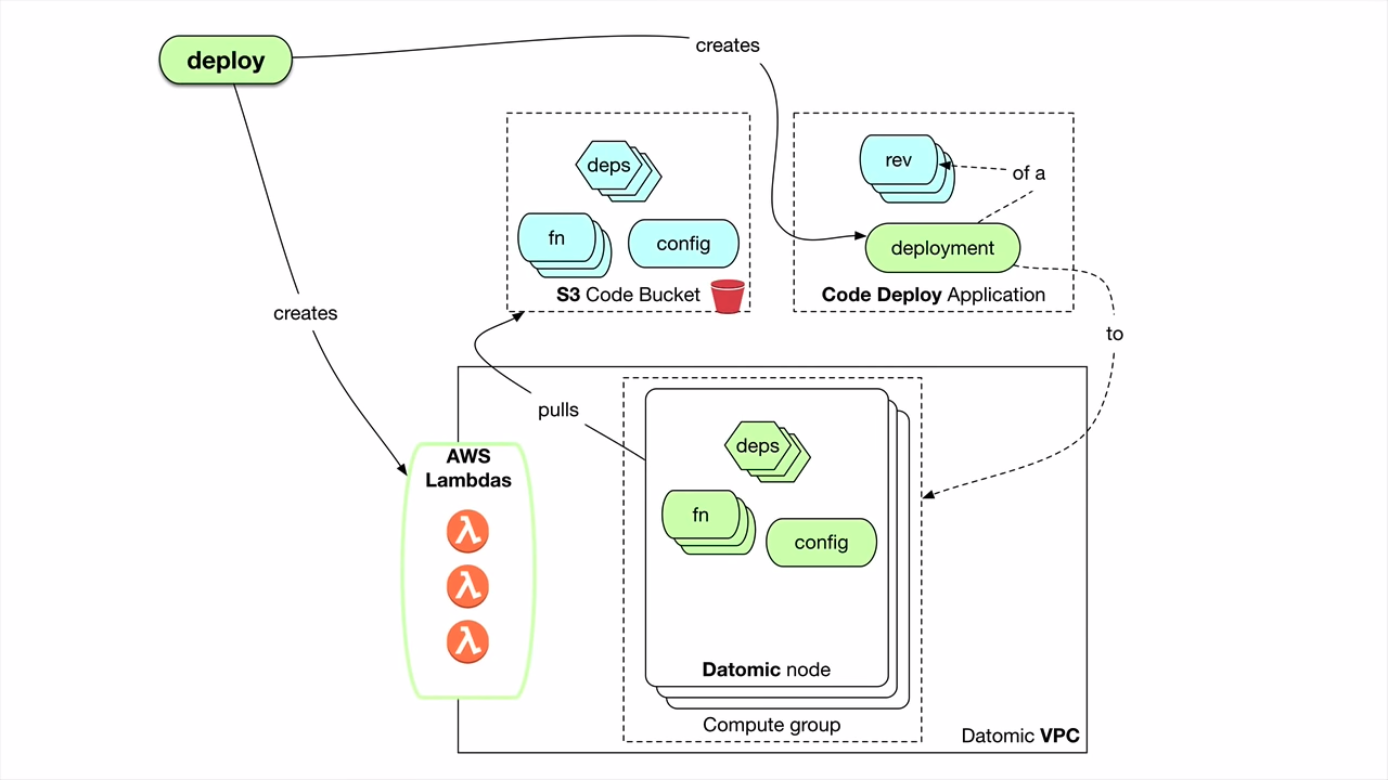 deploy
creates
deps
fn
config
S3 Code Bucket
rev
of a
deployment
Code Deploy Application
creates
to
pulls
AWS
Lambdas
λ
λ
λ
deps
fn
config
Datomic node
Compute group
Datomic VPC